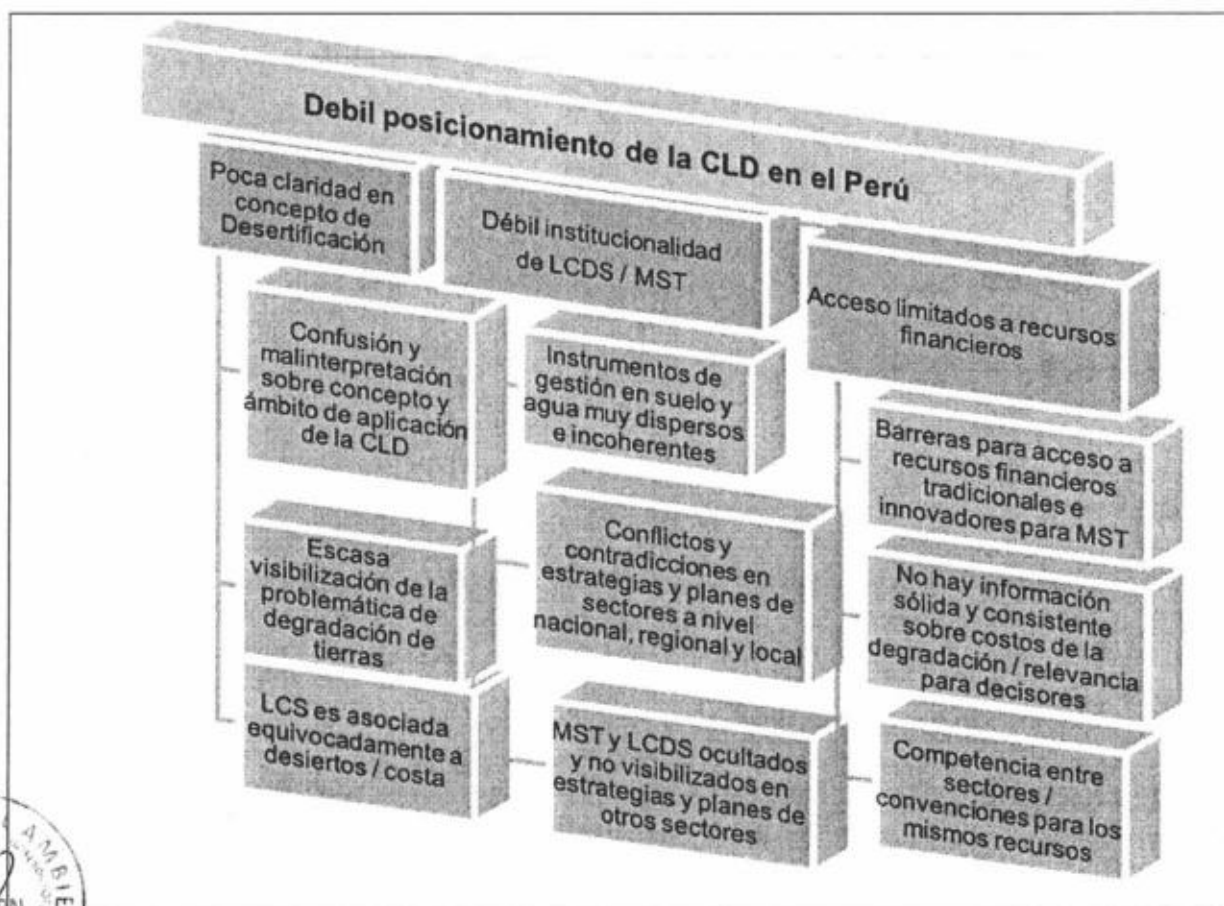 Debil posicionamiento de la CLD en el Perú
Poca claridad en
concepto de
Desertificación
Confusión y
malinterpretación
sobre concepto y
ámbito de aplicación
de la CLD
Escasa
visibilización de la
problemática de
degradación de
tierras
LCS es asociada
equivocadamente a
desiertos / costa
Débil institucionalidad
de LCDS / MST
Instrumentos de
gestión en suelo y
agua muy dispersos
e incoherentes
Conflictos y
contradicciones en
estrategias y planes de
sectores a nivel
nacional, regional y local
MST y LCDS ocultados
y no visibilizados en
estrategias y planes de
otros sectores
Acceso limitados a recursos
financieros
Barreras para acceso a
recursos financieros
tradicionales e
innovadores para MST
No hay información
sólida y consistente
sobre costos de la
degradación / relevancia
para decisores
Competencia entre
sectores /
convenciones para los
mismos recursos
AMBIE